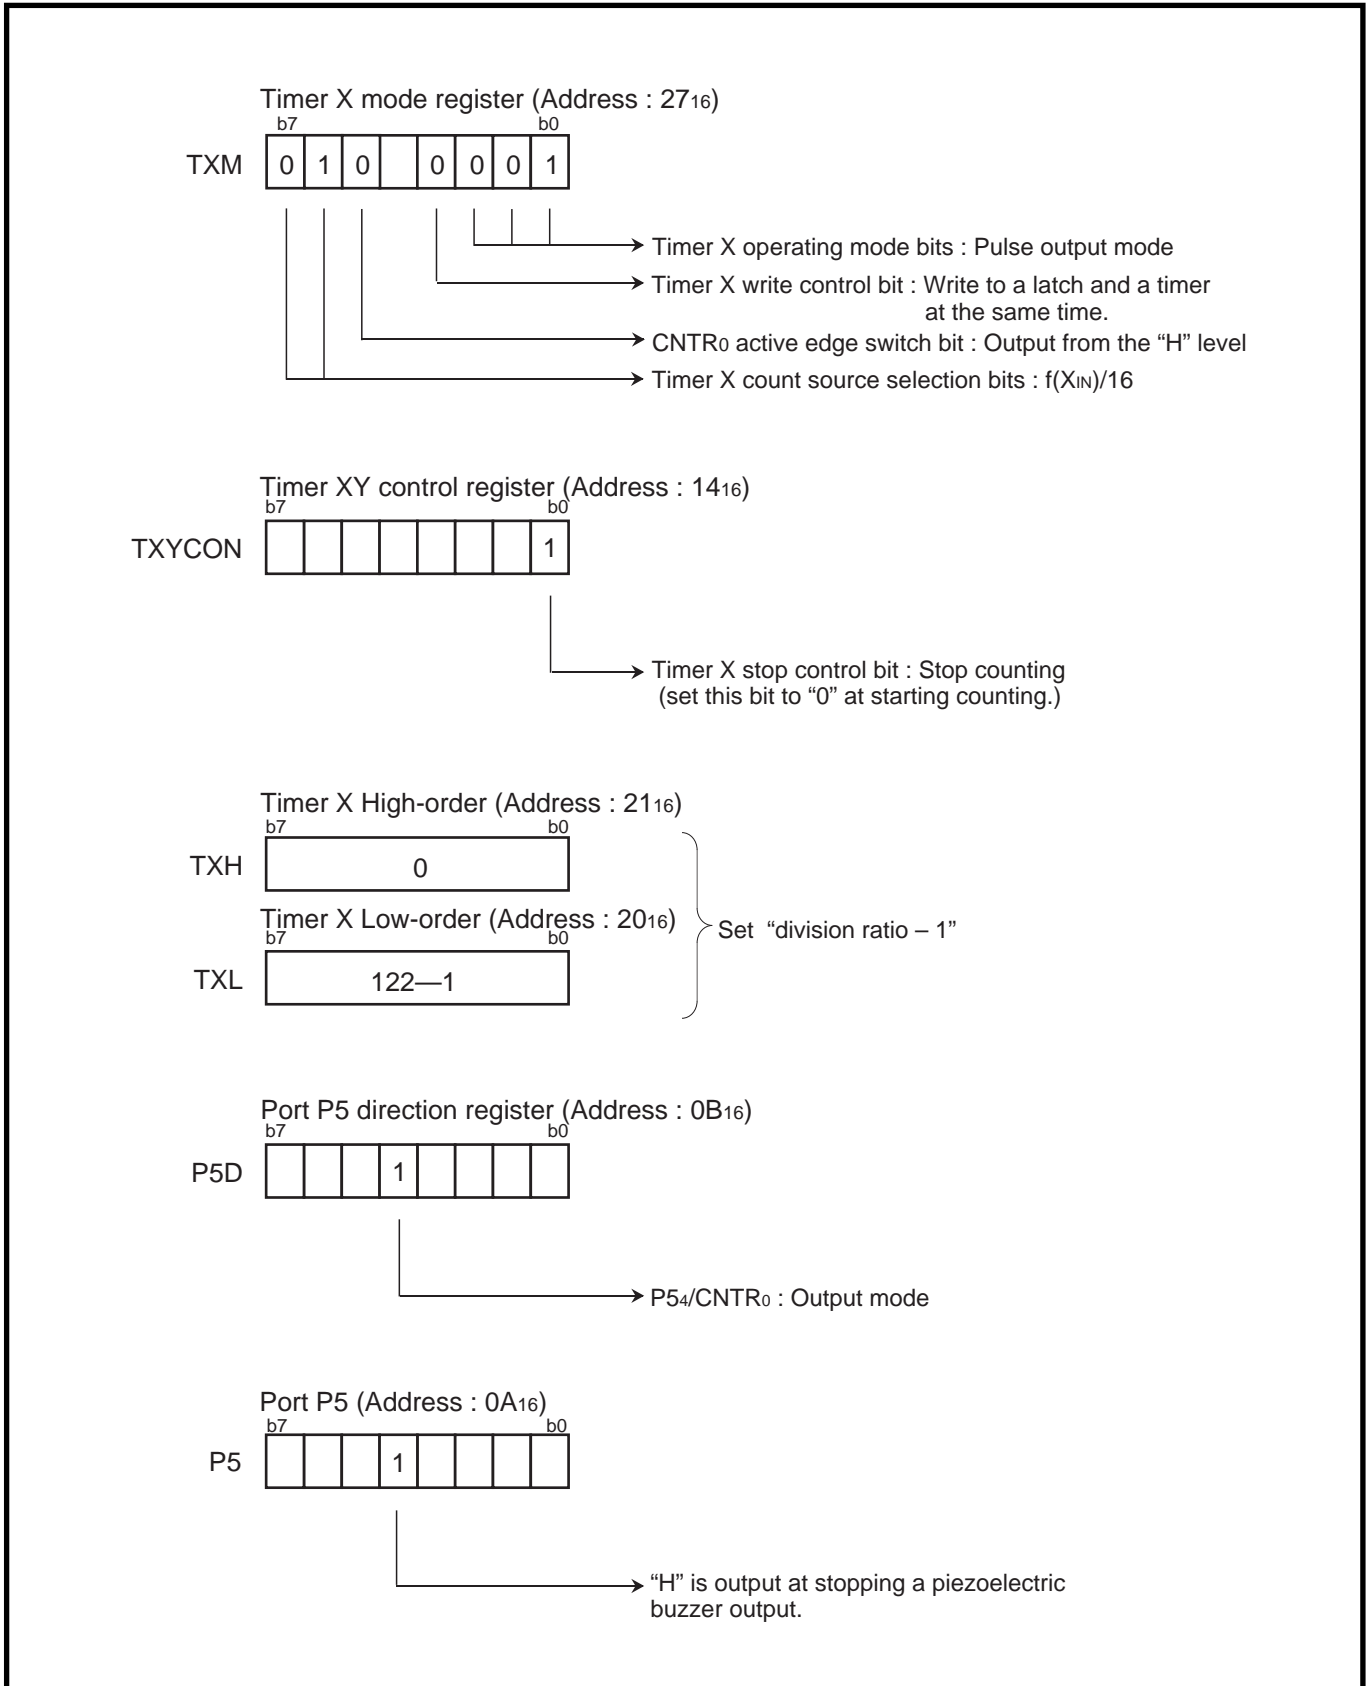 Timer X mode register (Address : 2716)
b7 b0
TXM 0 1 0 0 0 0 1
Timer X operating mode bits : Pulse output mode
Timer X write control bit : Write to a latch and a timer
at the same time.
CNTR0 active edge switch bit : Output from the “H” level
Timer X count source selection bits : f(XIN)/16
Timer XY control register (Address : 1416)
b7 b0
TXYCON 1
Timer X stop control bit : Stop counting
(set this bit to “0” at starting counting.)
Timer X High-order (Address : 2116)
b7 b0
TXH 0
Timer X Low-order (Address : 2016)
b7 b0
Set “division ratio – 1”
TXL 122—1
Port P5 direction register (Address : 0B16)
b7 b0
P5D 1
P54/CNTR0 : Output mode
Port P5 (Address : 0A16)
b7 b0
P5 1
“H” is output at stopping a piezoelectric
buzzer output.